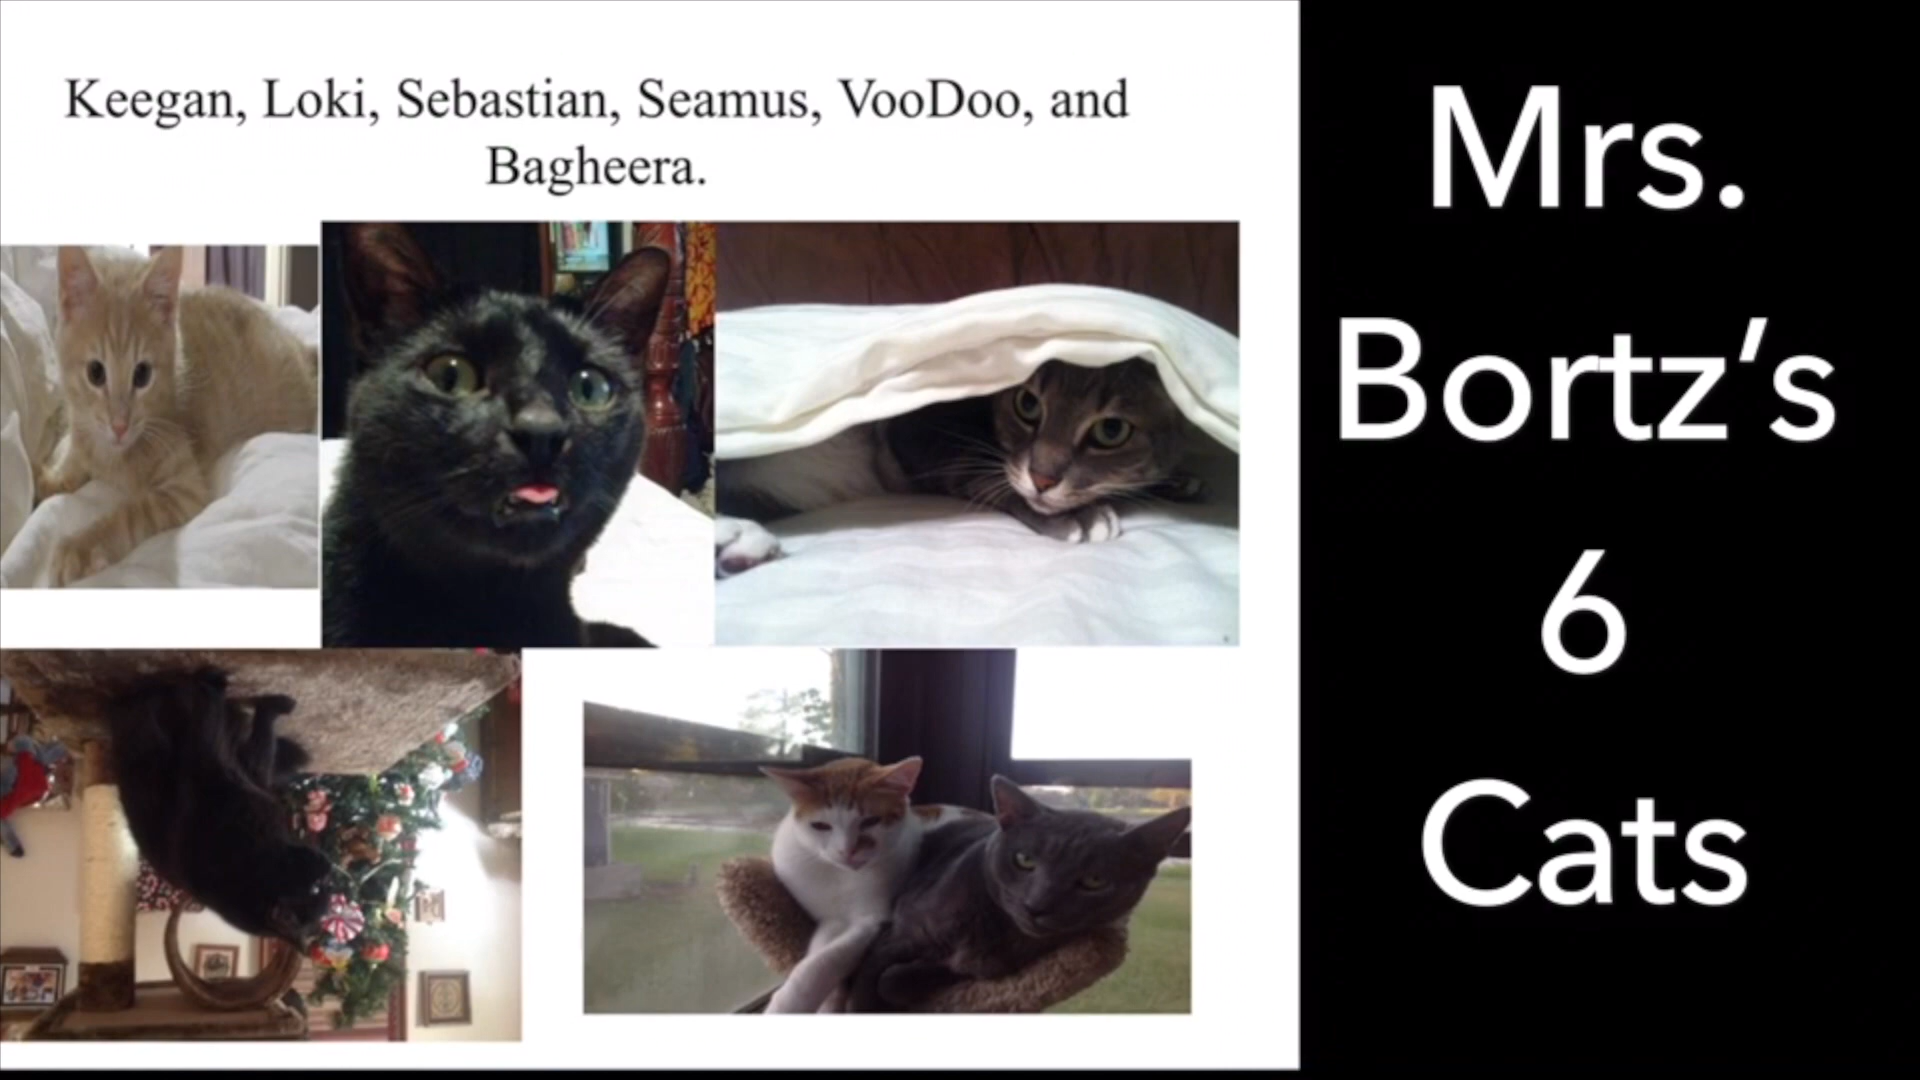 Keegan, Loki, Sebastian, Seamus, VooDoo, and
Bagheera.
Mrs.
Bortz’s
6
Cats